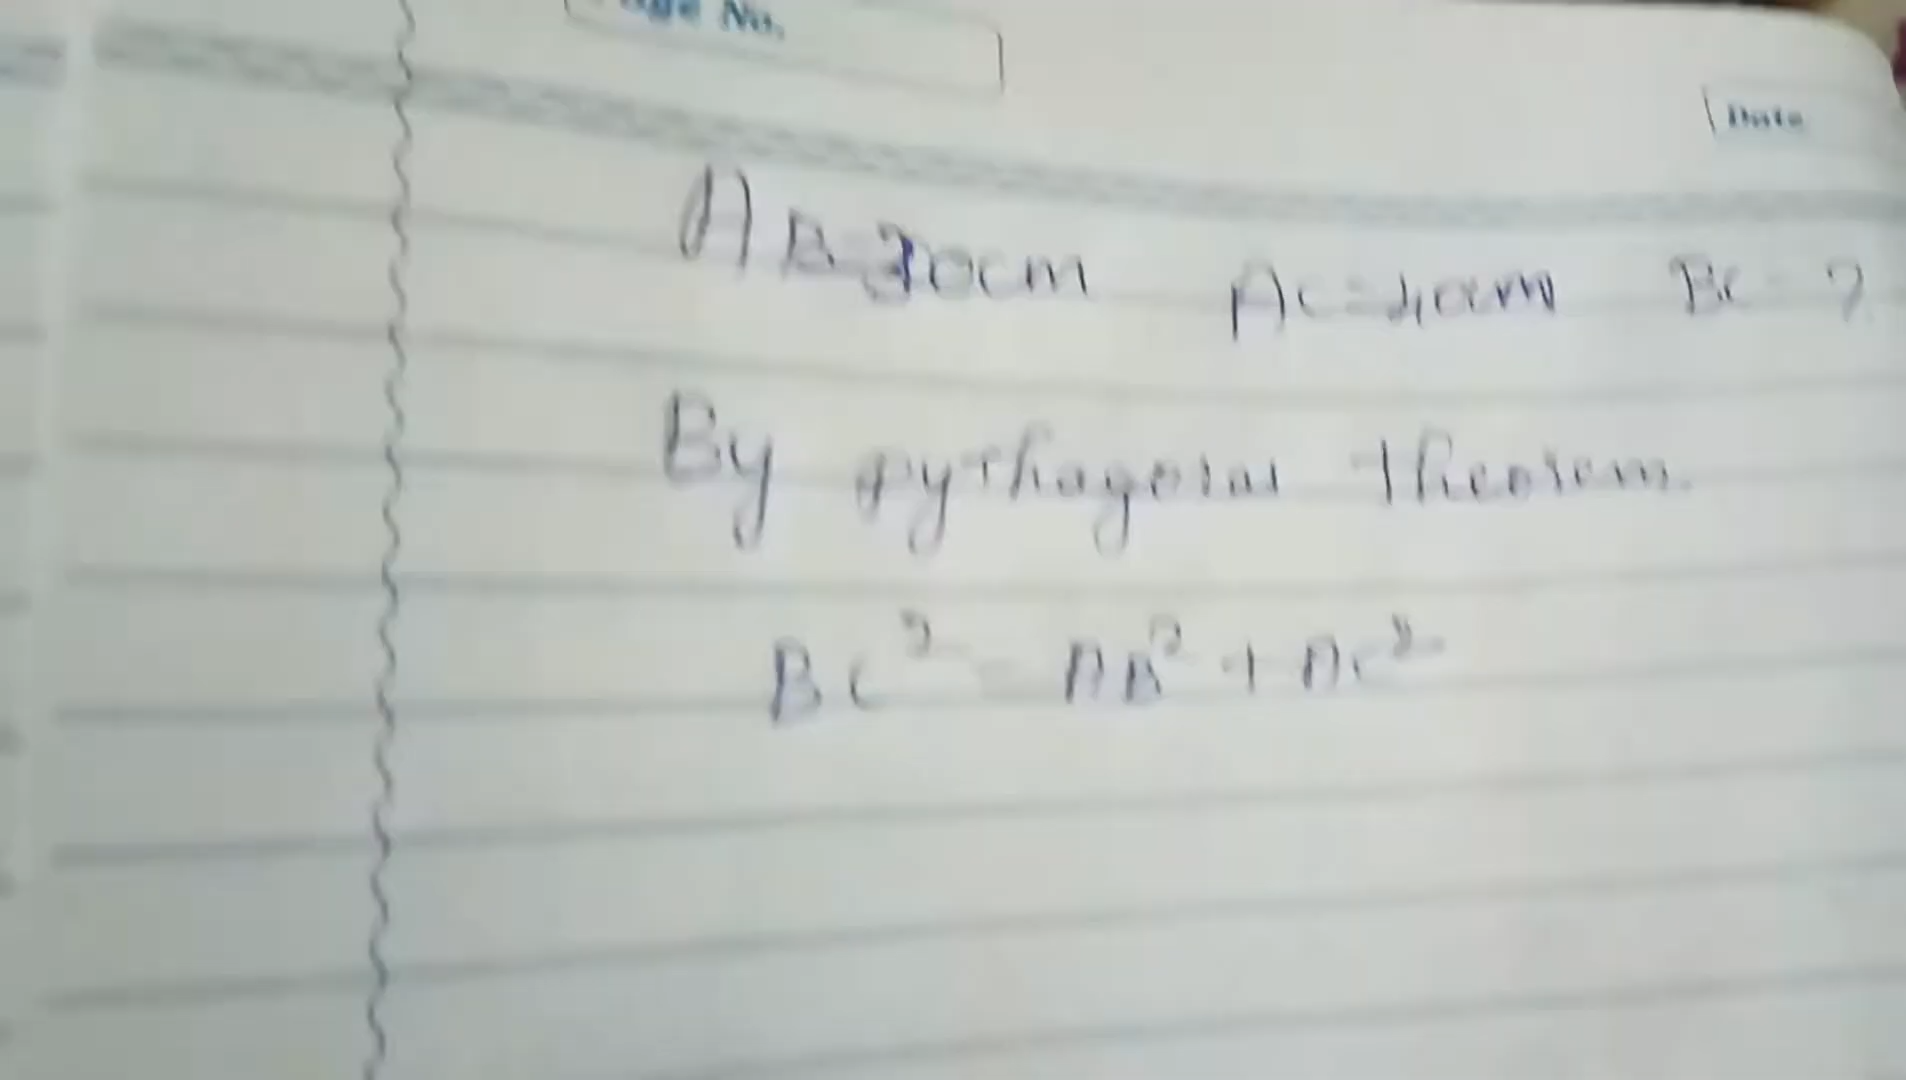 Page No.
Date
AB=30cm AC=40cm BC=?
By pythagoras theorem
BC² = AB² + AC²